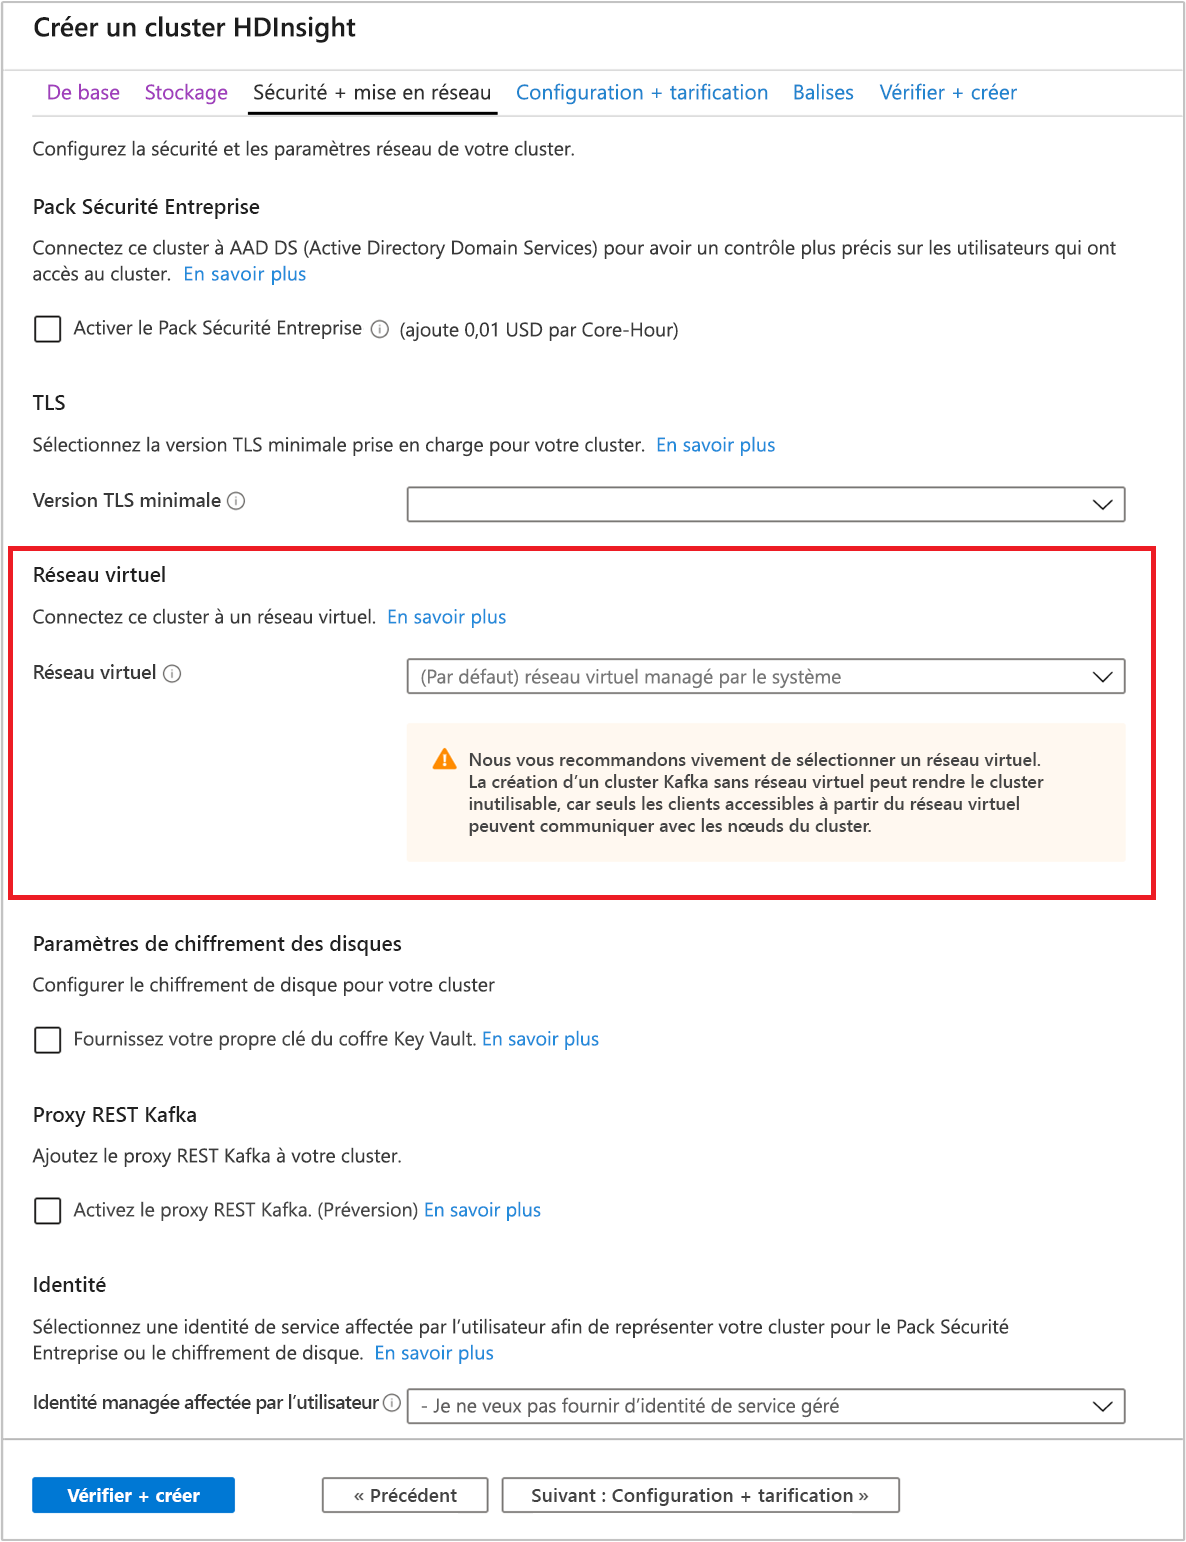 Créer un cluster HDInsight
De base Stockage Sécurité + mise en réseau Configuration + tarification Balises Vérifier + créer
Configurez la sécurité et les paramètres réseau de votre cluster.
Pack Sécurité Entreprise
Connectez ce cluster à AAD DS (Active Directory Domain Services) pour avoir un contrôle plus précis sur les utilisateurs qui ont
accès au cluster. En savoir plus
Activer le Pack Sécurité Entreprise (ajoute 0,01 USD par Core-Hour)
TLS
Sélectionnez la version TLS minimale prise en charge pour votre cluster. En savoir plus
Version TLS minimale
Réseau virtuel
Connectez ce cluster à un réseau virtuel. En savoir plus
Réseau virtuel (Par défaut) réseau virtuel managé par le système
Nous vous recommandons vivement de sélectionner un réseau virtuel.
La création d’un cluster Kafka sans réseau virtuel peut rendre le cluster
inutilisable, car seuls les clients accessibles à partir du réseau virtuel
peuvent communiquer avec les nœuds du cluster.
Paramètres de chiffrement des disques
Configurer le chiffrement de disque pour votre cluster
Fournissez votre propre clé du coffre Key Vault. En savoir plus
Proxy REST Kafka
Ajoutez le proxy REST Kafka à votre cluster.
Activez le proxy REST Kafka. (Préversion) En savoir plus
Identité
Sélectionnez une identité de service affectée par l’utilisateur afin de représenter votre cluster pour le Pack Sécurité
Entreprise ou le chiffrement de disque. En savoir plus
Identité managée affectée par l’utilisateur - Je ne veux pas fournir d’identité de service géré
Vérifier + créer « Précédent Suivant : Configuration + tarification »